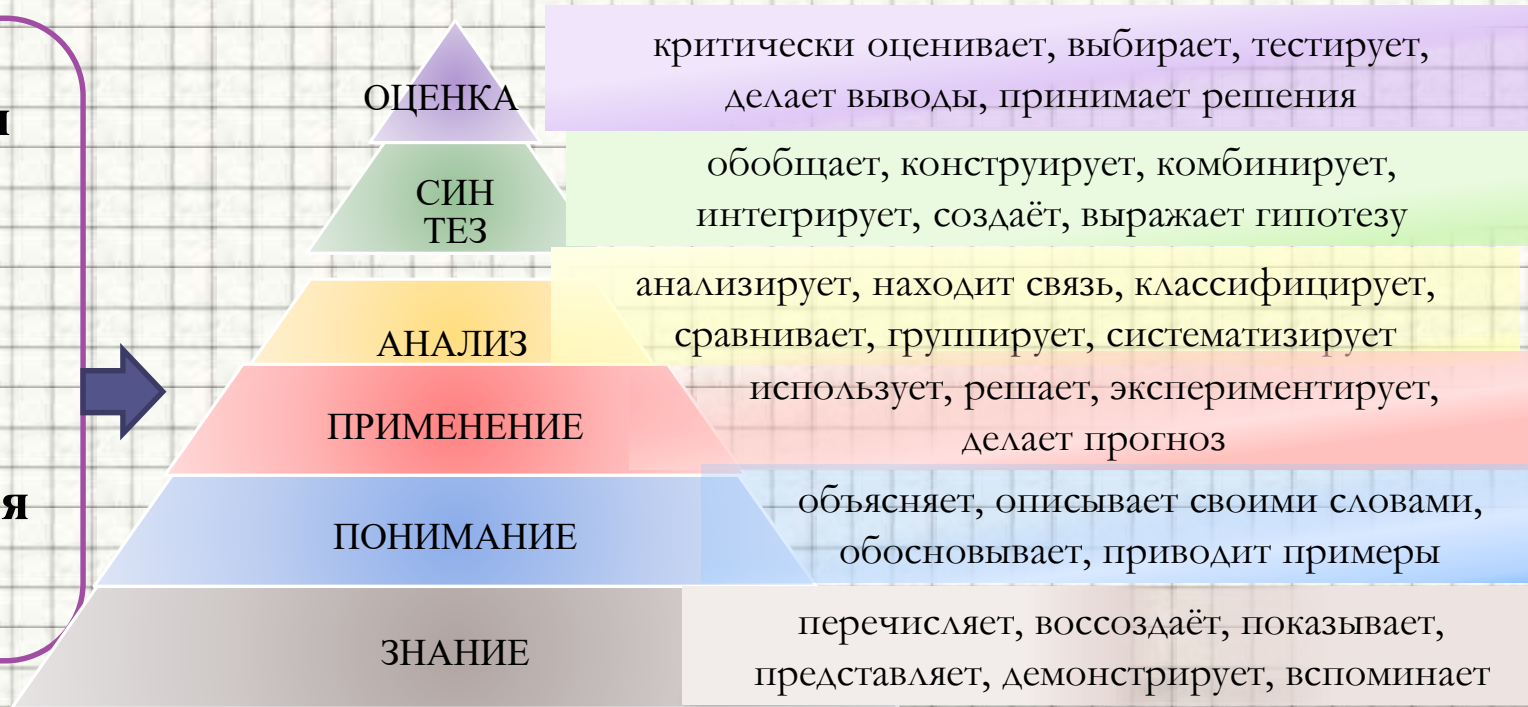 ОЦЕНКА
критически оценивает, выбирает, тестирует,
делает выводы, принимает решения
СИН
ТЕЗ
обобщает, конструирует, комбинирует,
интегрирует, создаёт, выражает гипотезу
АНАЛИЗ
анализирует, находит связь, классифицирует,
сравнивает, группирует, систематизирует
ПРИМЕНЕНИЕ
использует, решает, экспериментирует,
делает прогноз
ПОНИМАНИЕ
объясняет, описывает своими словами,
обосновывает, приводит примеры
ЗНАНИЕ
перечисляет, воссоздаёт, показывает,
представляет, демонстрирует, вспоминает